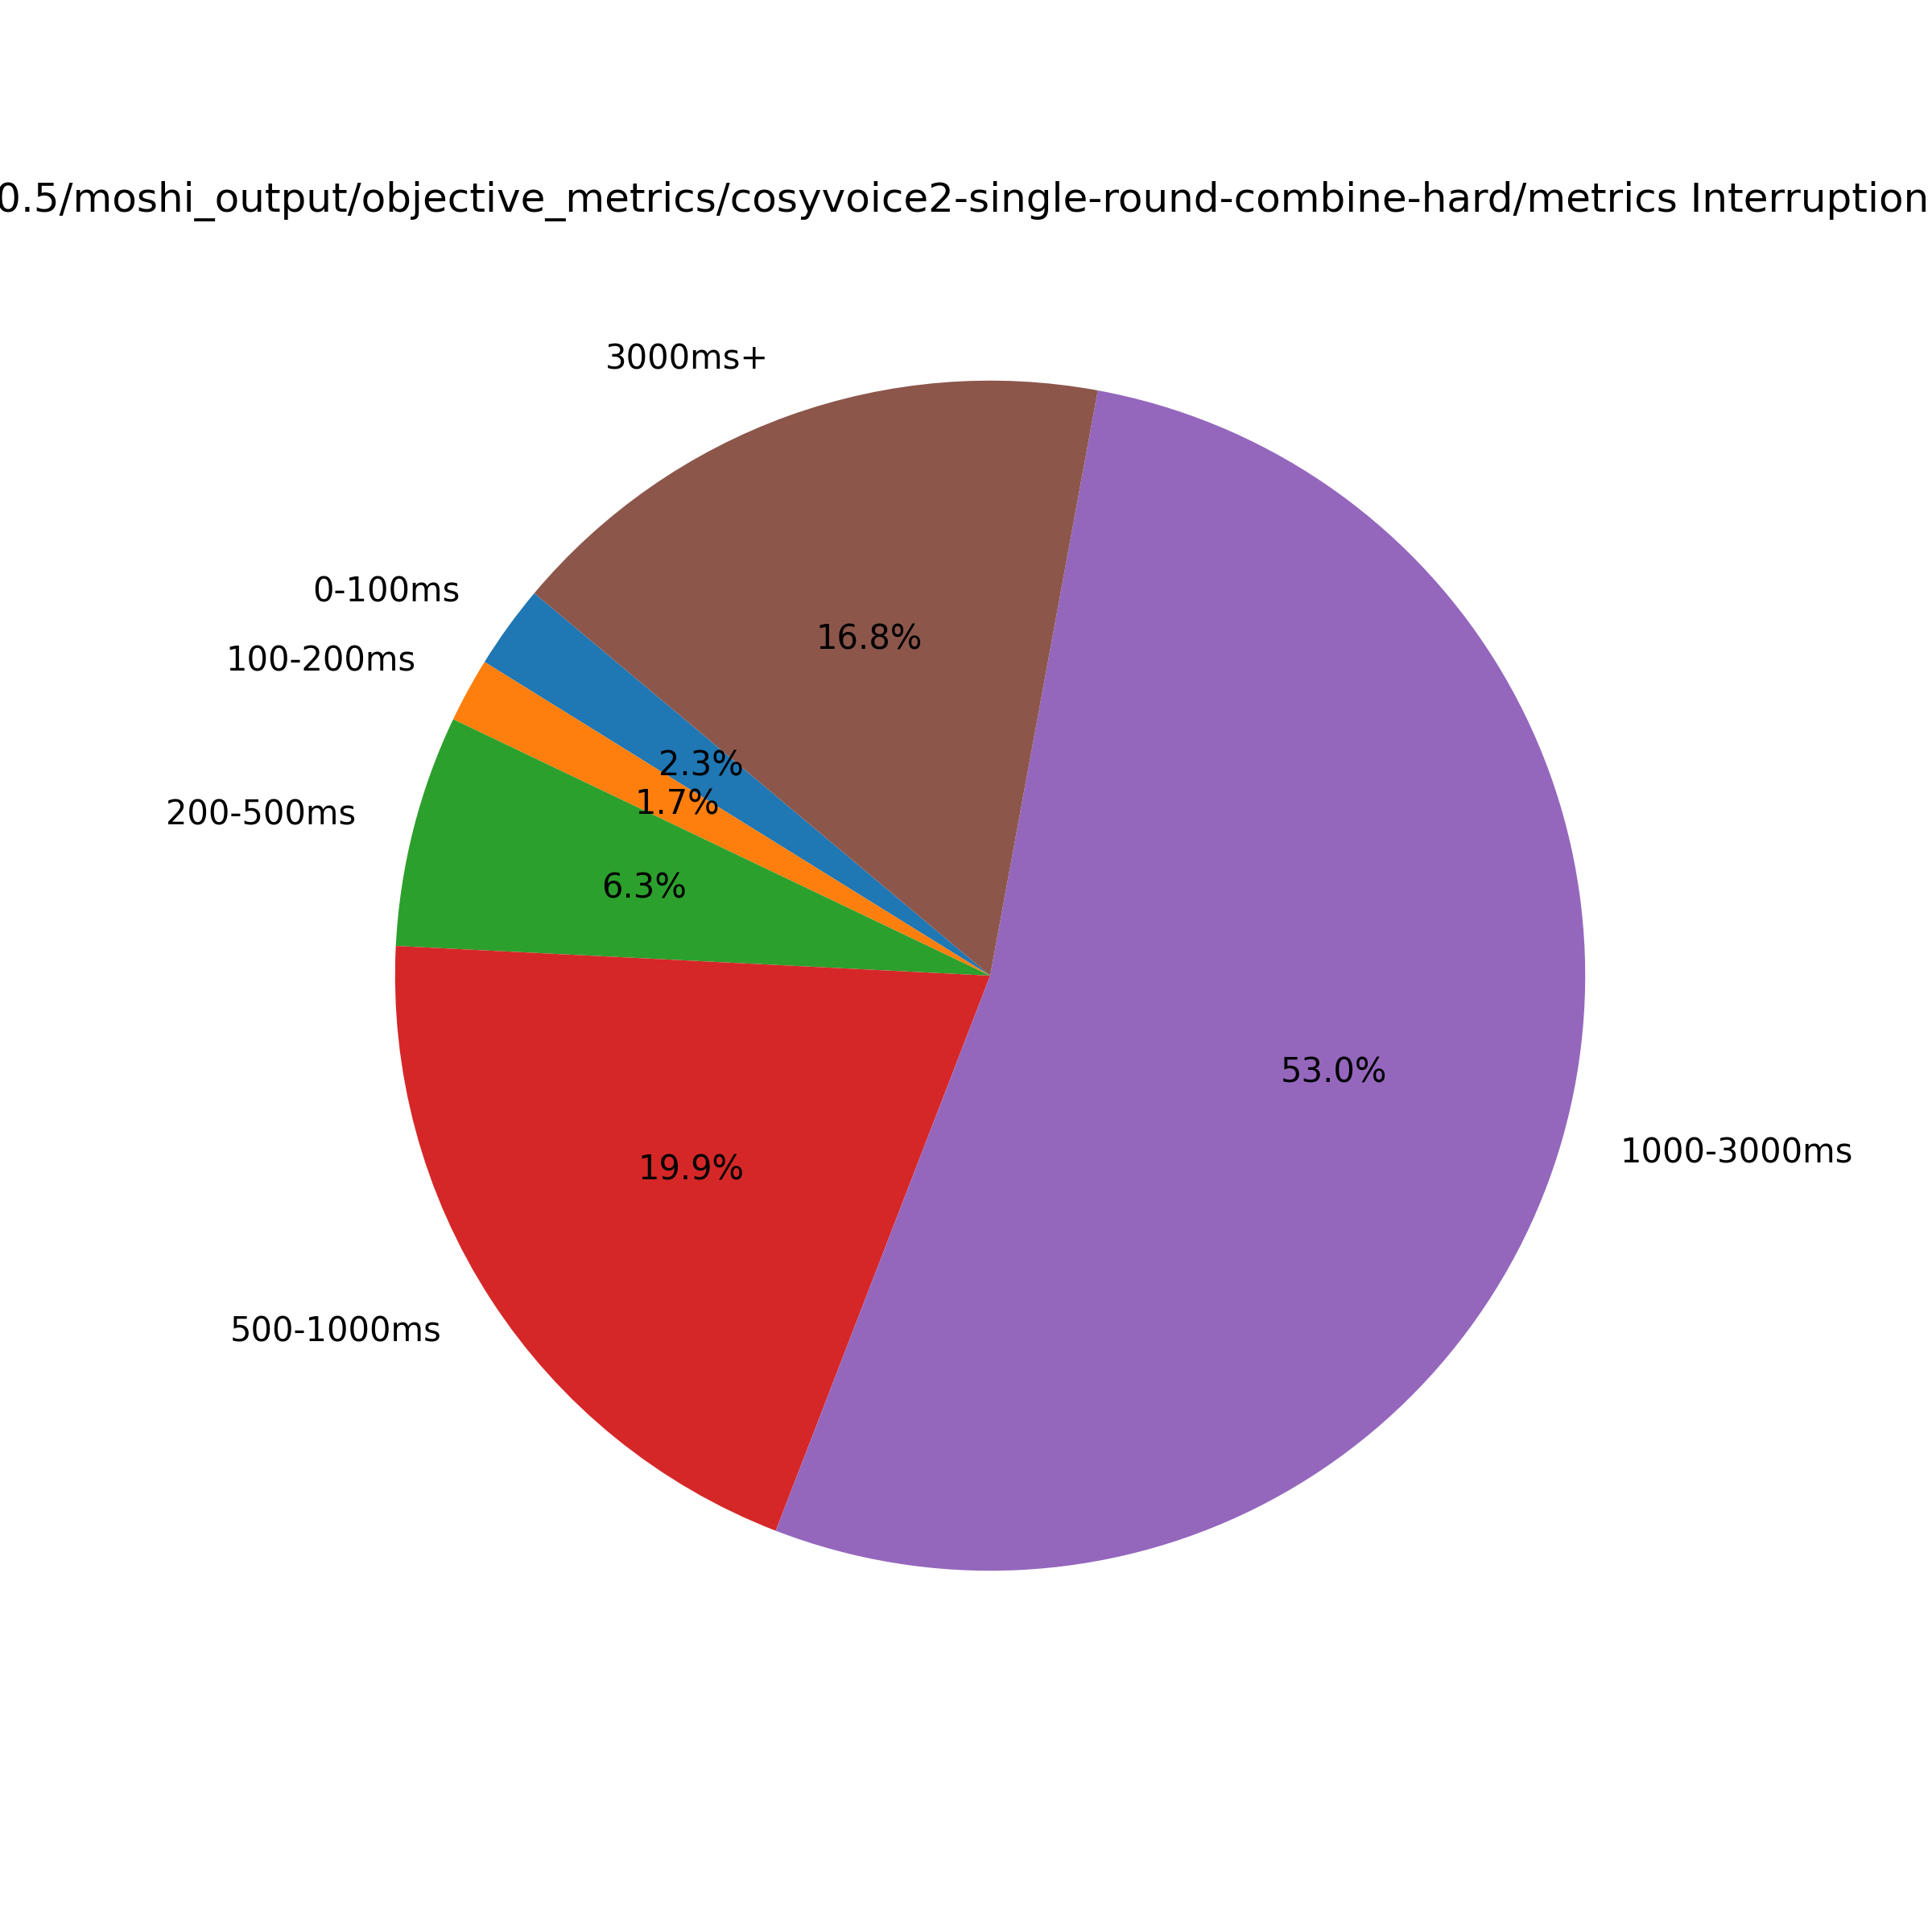 0.5/moshi_output/objective_metrics/cosyvoice2-single-round-combine-hard/metrics Interruption
3000ms+
0-100ms
16.8%
100-200ms
2.3%
1.7%
200-500ms
6.3%
53.0%
1000-3000ms
19.9%
500-1000ms